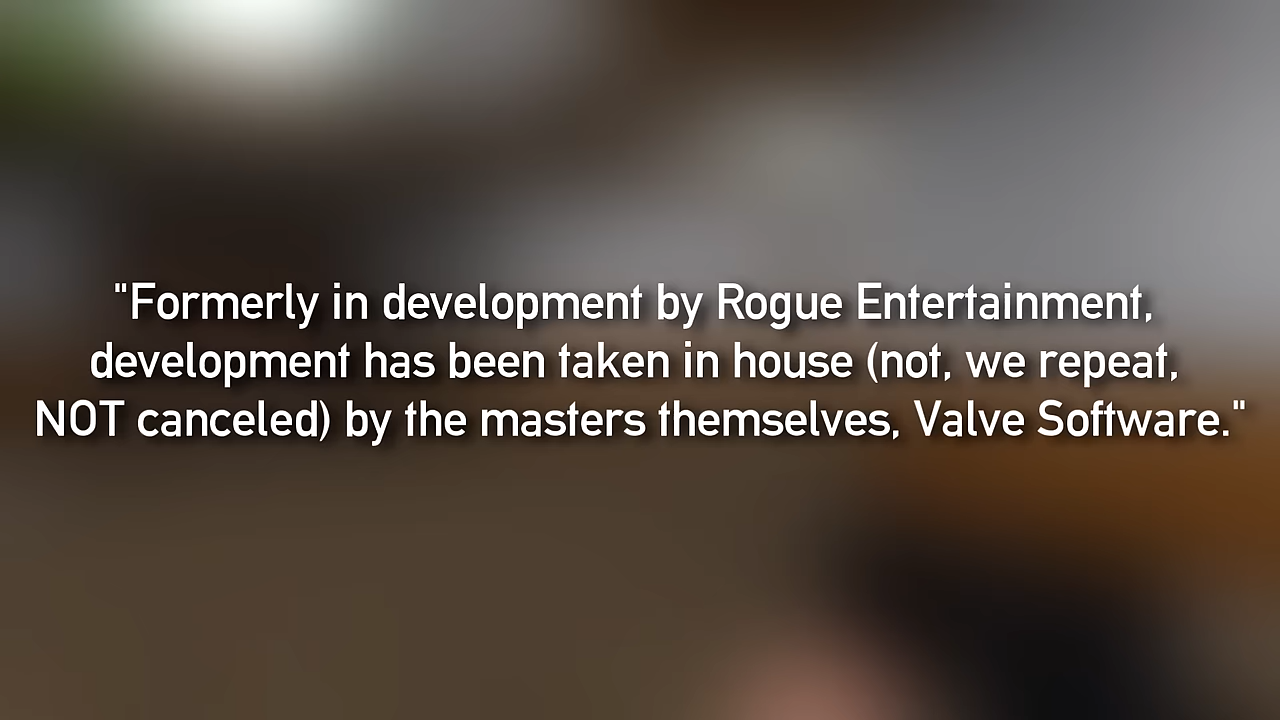 "Formerly in development by Rogue Entertainment,
development has been taken in house (not, we repeat,
NOT canceled) by the masters themselves, Valve Software."